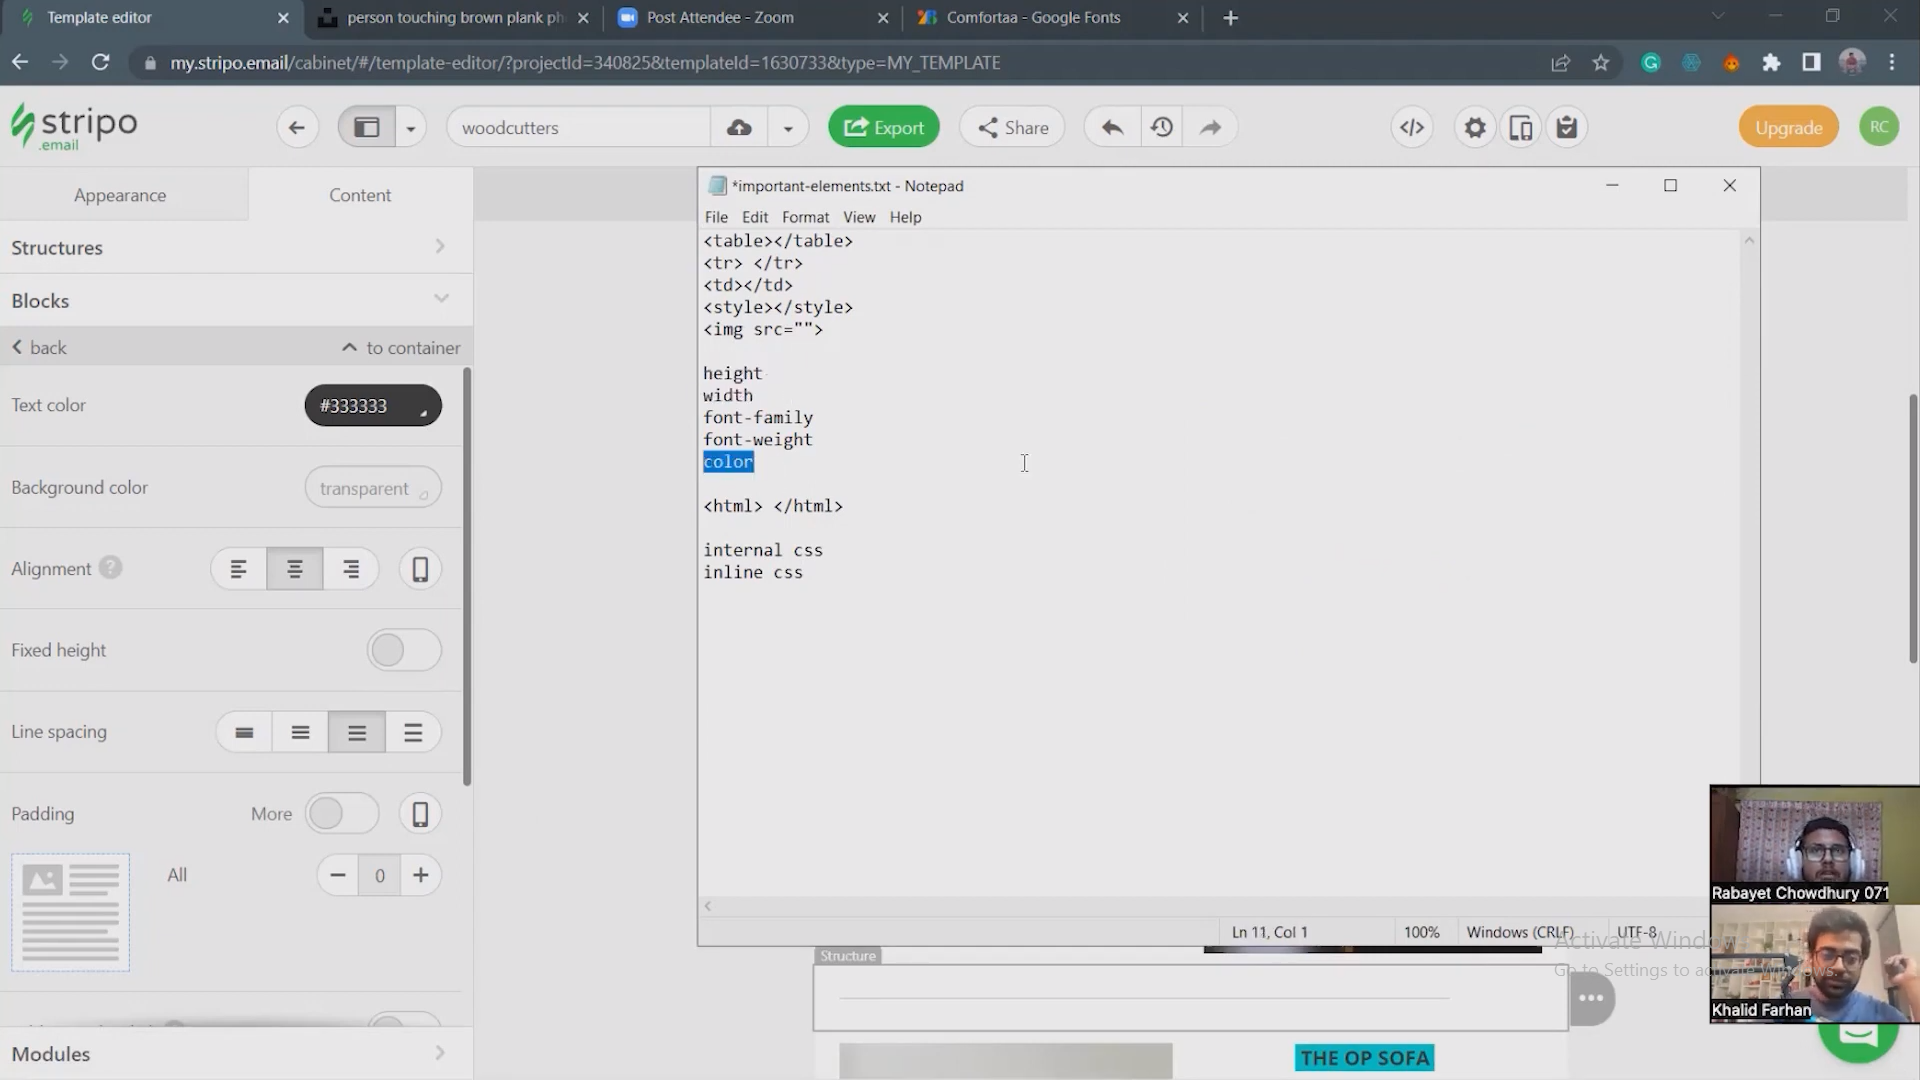 Template editor
person touching brown plank ph
Post Attendee - Zoom
Comfortaa - Google Fonts
my.stripo.email/cabinet/#/template-editor/?projectId=340825&templateId=1630733&type=MY_TEMPLATE
stripo
.email
woodcutters
Export
Share
</>
Upgrade
RC
Appearance
Content
Structures
Blocks
back
to container
Text color
#333333
Background color
transparent
Alignment ?
Fixed height
Line spacing
Padding
More
All
0
Modules
*important-elements.txt - Notepad
File Edit Format View Help
<table></table>
<tr> </tr>
<td></td>
<style></style>
<img src="">
height
width
font-family
font-weight
color
<html> </html>
internal css
inline css
Ln 11, Col 1
100%
Windows (CRLF)
UTF-8
Structure
THE OP SOFA
Rabayet Chowdhury 071
Khalid Farhan
Go to Settings to activate Windows.